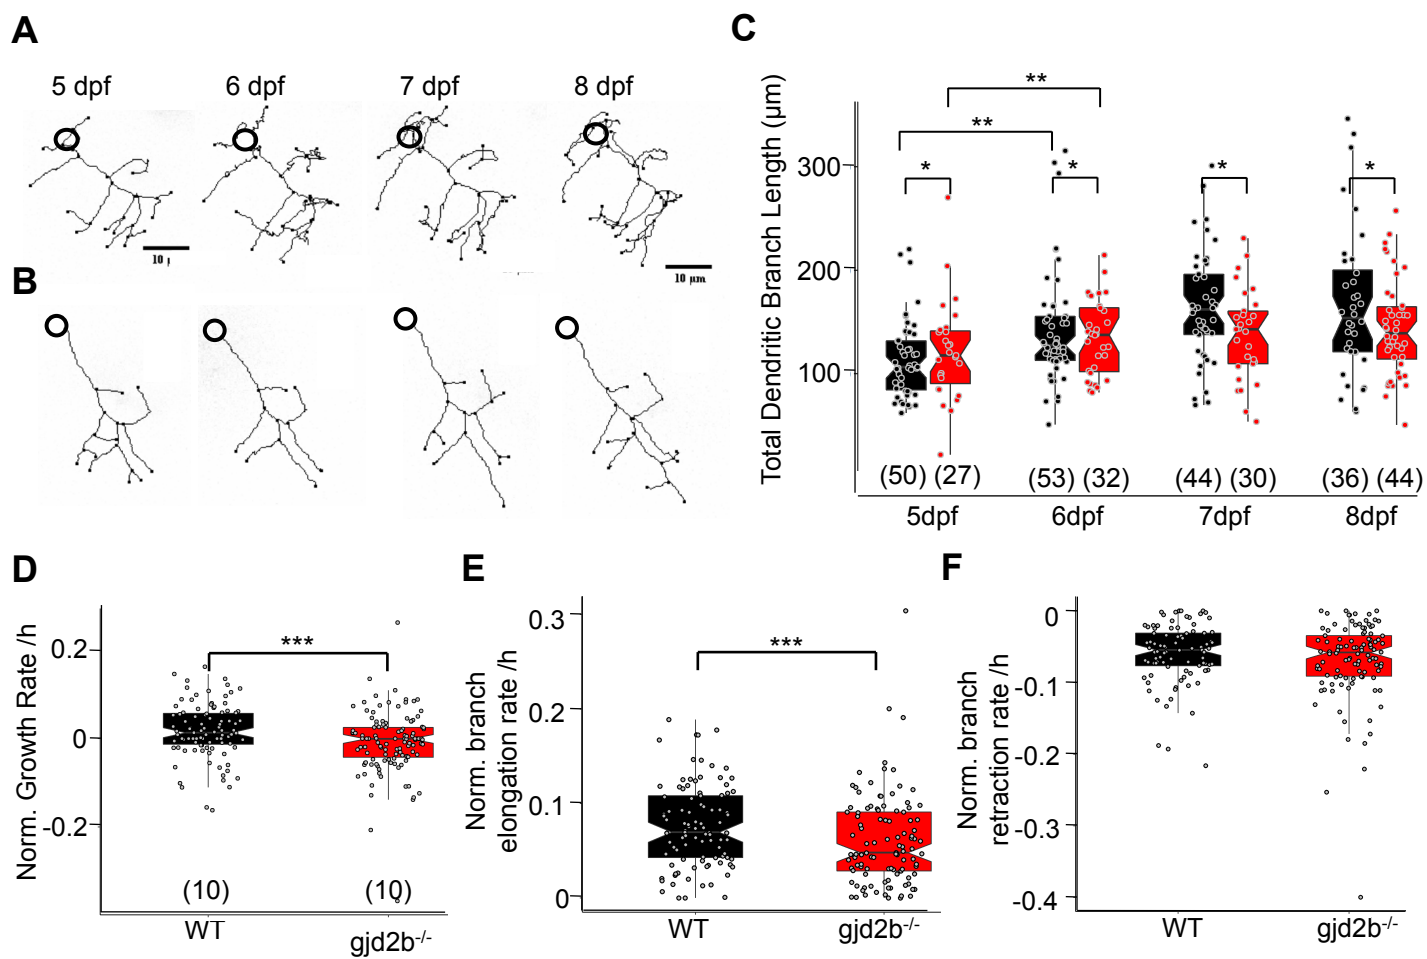 A
5 dpf 6 dpf 7 dpf 8 dpf
10
10 µm
B
C
Total Dendritic Branch Length (µm)
300
200
100
**
**
* * * *
(50) (27) (53) (32) (44) (30) (36) (44)
5dpf 6dpf 7dpf 8dpf
D
Norm. Growth Rate /h
0.2
0
-0.2
***
(10) (10)
WT gjd2b-/-
E
Norm. branch
elongation rate /h
0.3
0.2
0.1
0
***
WT gjd2b-/-
F
Norm. branch
retraction rate /h
0
-0.1
-0.2
-0.3
-0.4
WT gjd2b-/-